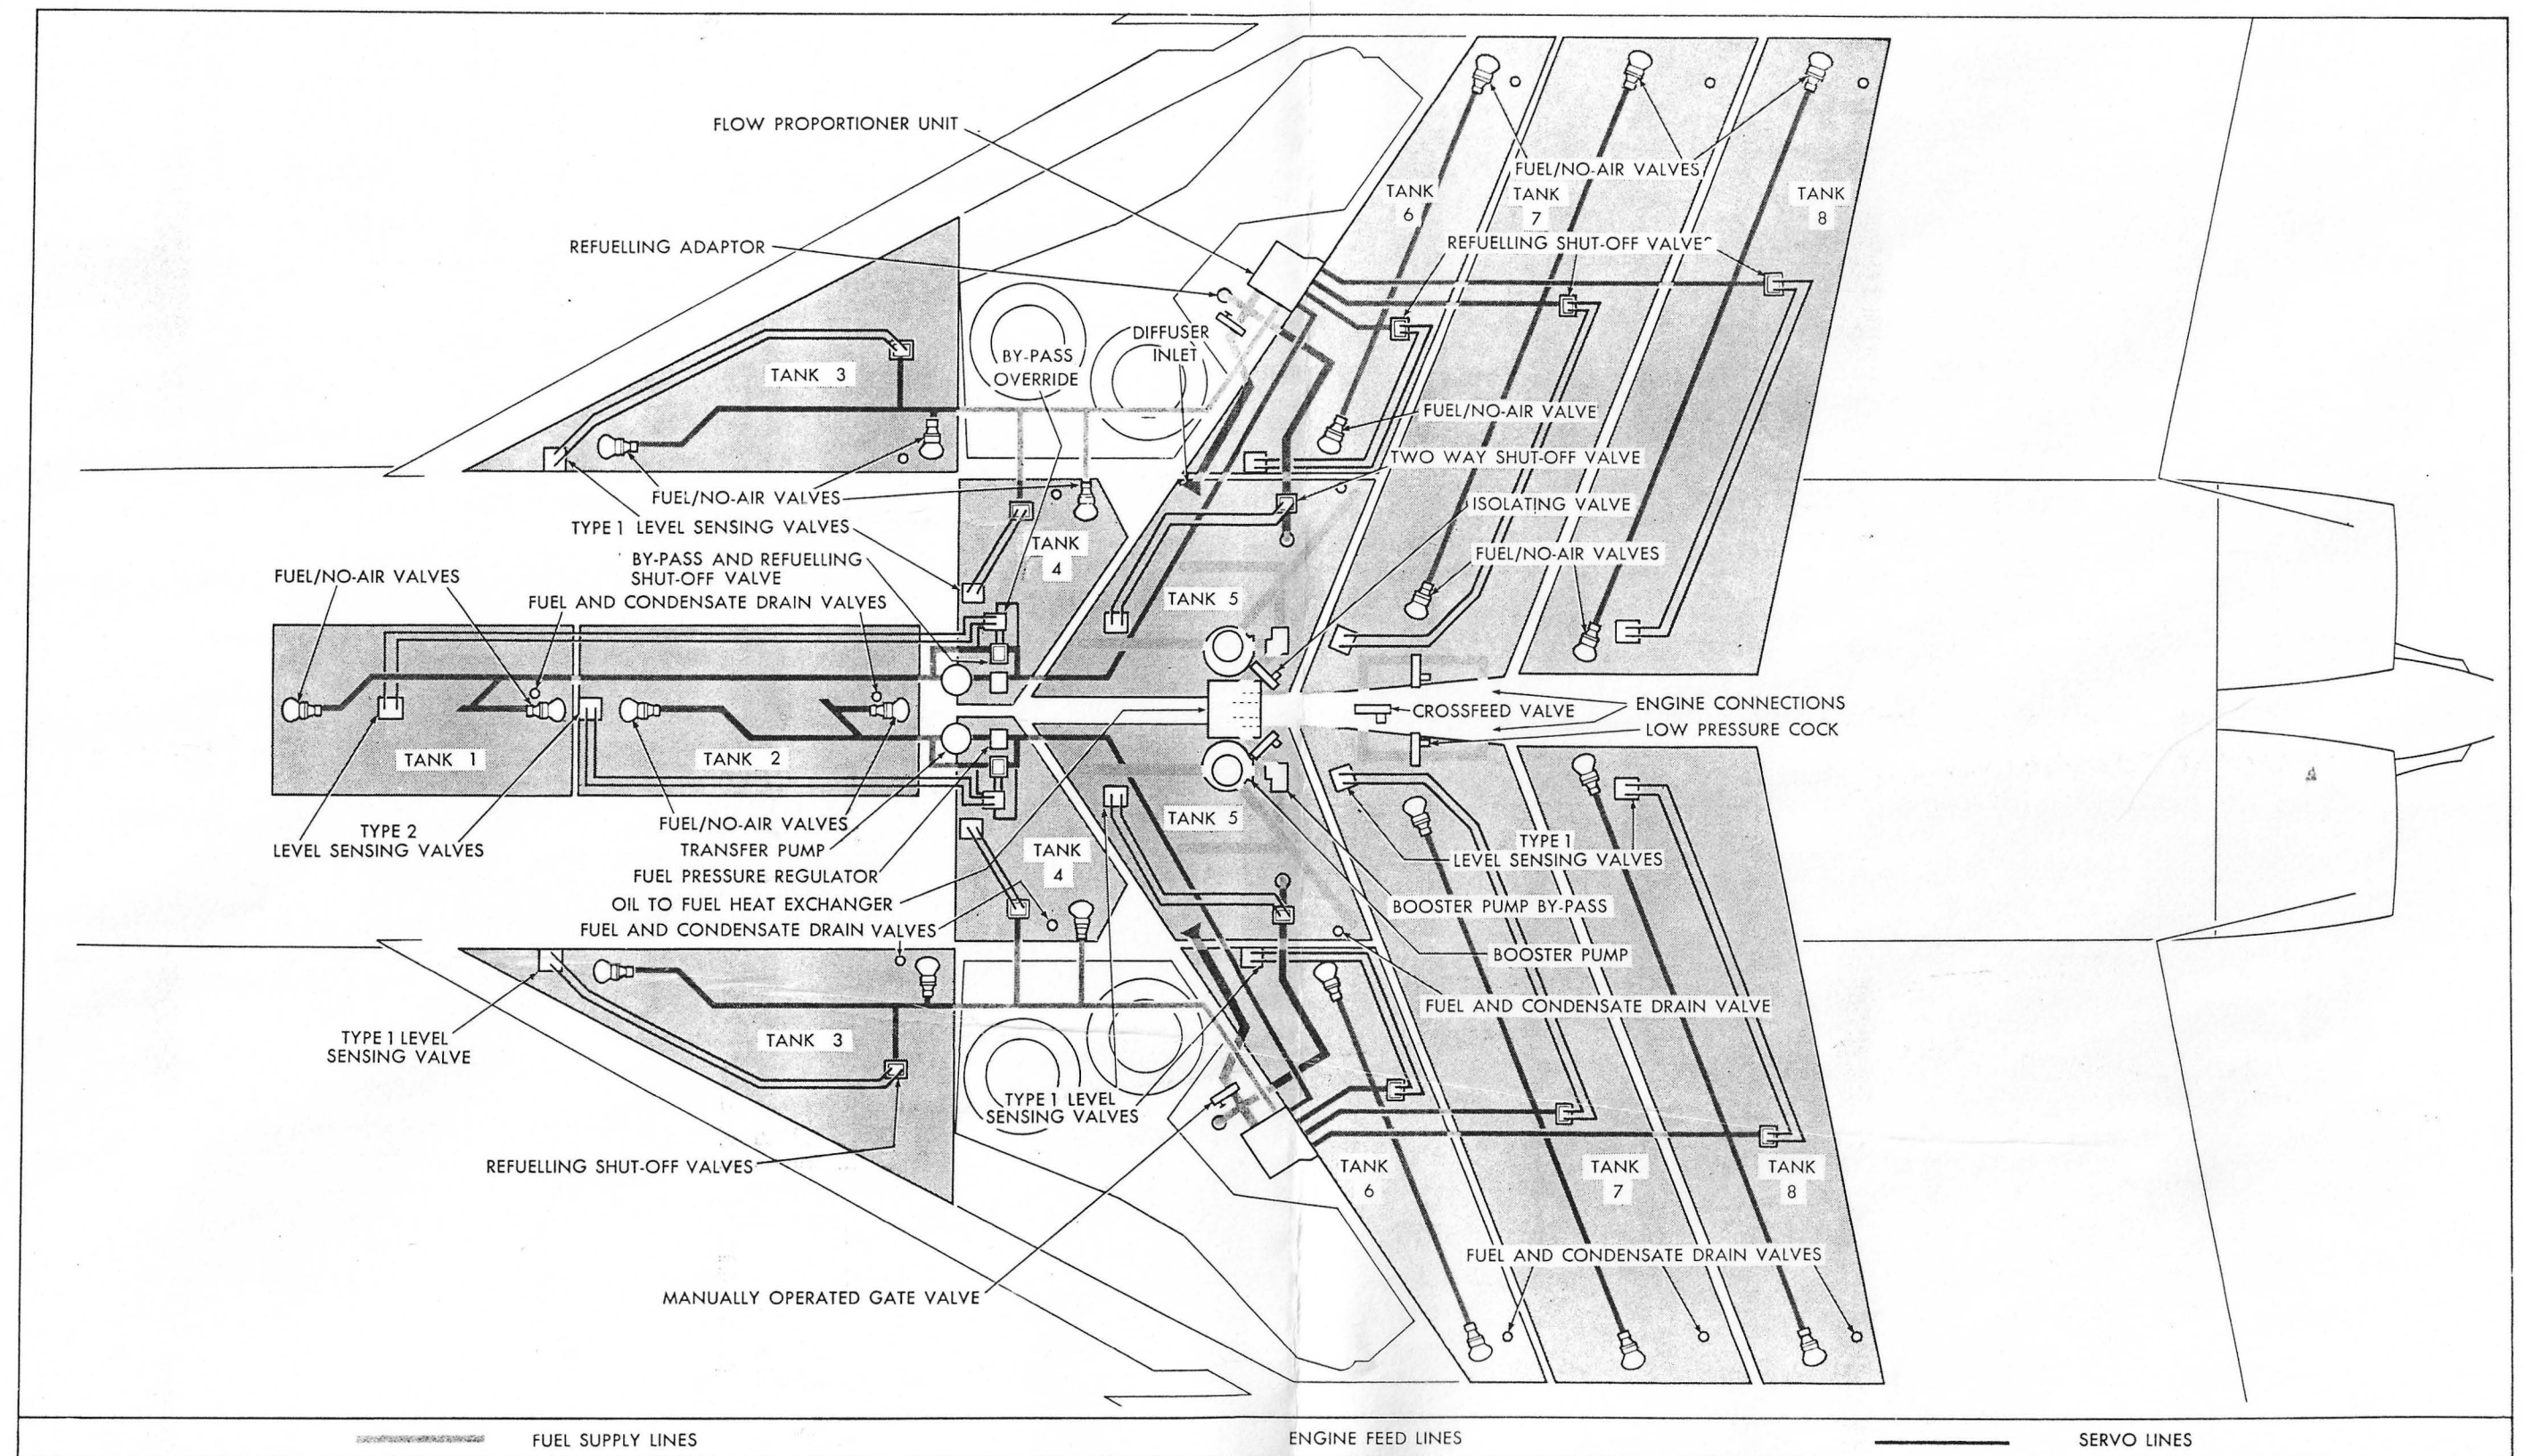 FLOW PROPORTIONER UNIT
FUEL/NO-AIR VALVES
TANK
6
TANK
7
TANK
8
REFUELLING ADAPTOR
REFUELLING SHUT-OFF VALVES
DIFFUSER
INLET
BY-PASS
OVERRIDE
TANK 3
FUEL/NO-AIR VALVE
TWO WAY SHUT-OFF VALVE
FUEL/NO-AIR VALVES
ISOLATING VALVE
TYPE 1 LEVEL SENSING VALVES
TANK
4
BY-PASS AND REFUELLING
SHUT-OFF VALVE
FUEL/NO-AIR VALVES
FUEL/NO-AIR VALVES
FUEL AND CONDENSATE DRAIN VALVES
TANK 5
ENGINE CONNECTIONS
CROSSFEED VALVE
LOW PRESSURE COCK
TANK 1
TANK 2
TANK 5
FUEL/NO-AIR VALVES
TYPE 2
LEVEL SENSING VALVES
TRANSFER PUMP
TANK
4
TYPE 1
LEVEL SENSING VALVES
FUEL PRESSURE REGULATOR
OIL TO FUEL HEAT EXCHANGER
BOOSTER PUMP BY-PASS
FUEL AND CONDENSATE DRAIN VALVES
BOOSTER PUMP
FUEL AND CONDENSATE DRAIN VALVE
TYPE 1 LEVEL
SENSING VALVE
TANK 3
TYPE 1 LEVEL
SENSING VALVES
REFUELLING SHUT-OFF VALVES
TANK
6
TANK
7
TANK
8
FUEL AND CONDENSATE DRAIN VALVES
MANUALLY OPERATED GATE VALVE
FUEL SUPPLY LINES
ENGINE FEED LINES
SERVO LINES